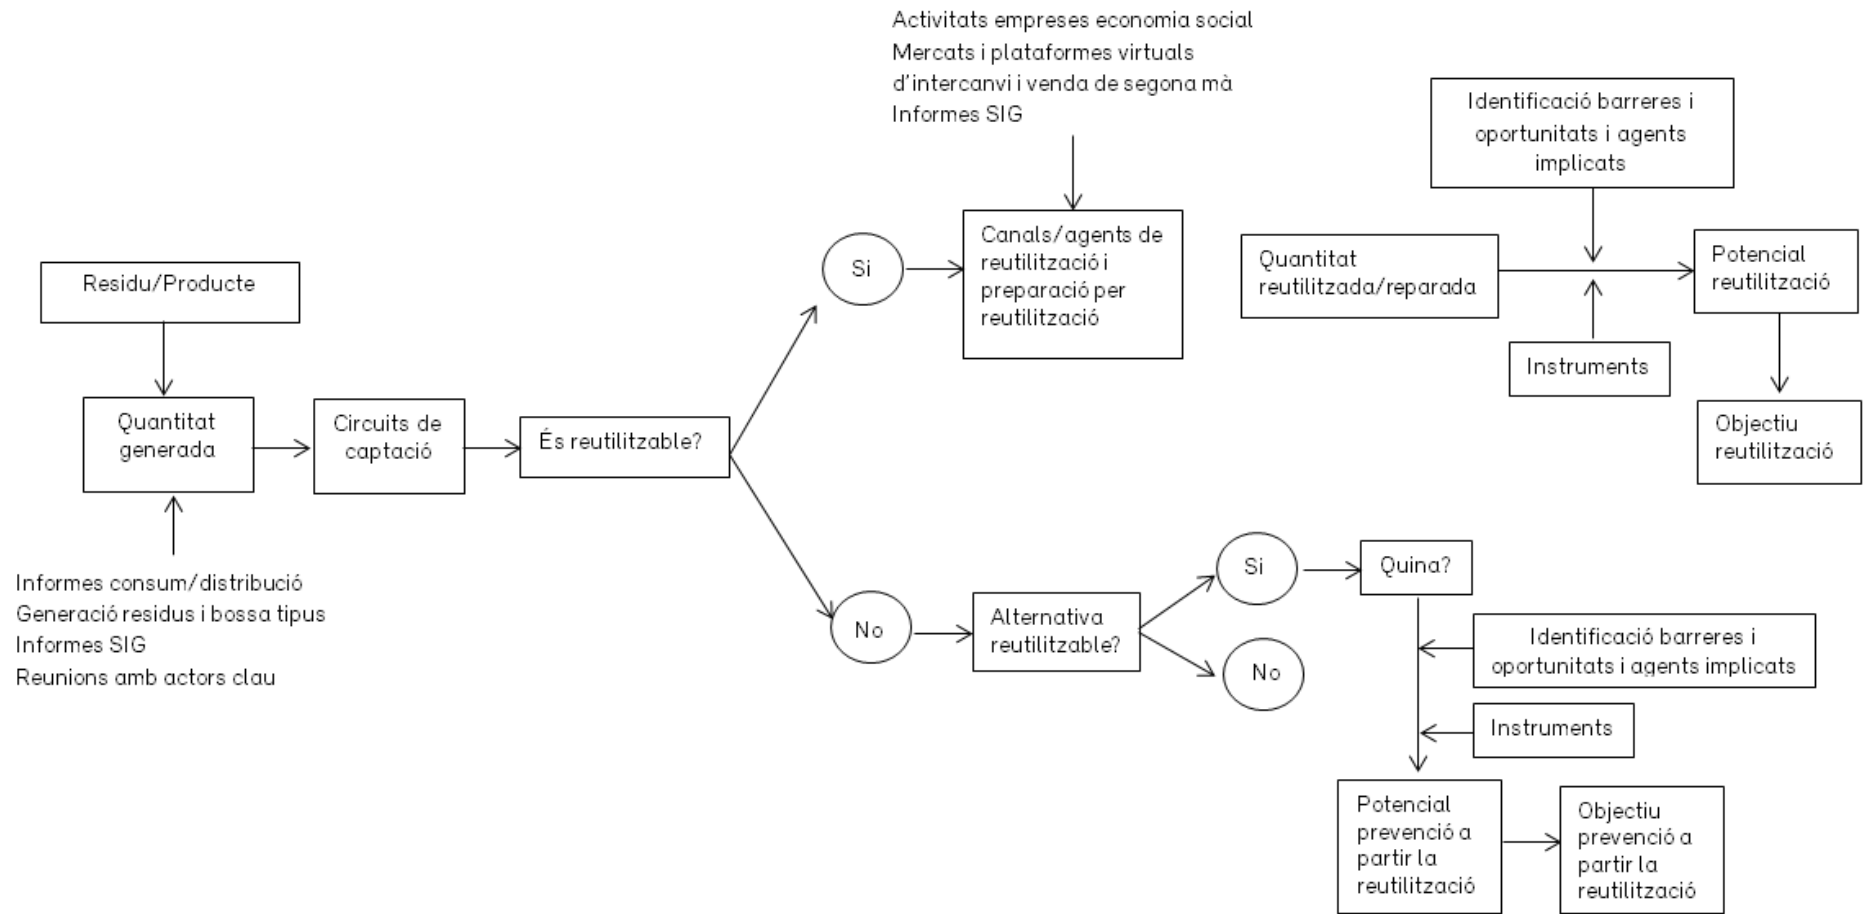 Activitats empreses economia social
Mercats i plataformes virtuals
d'intercanvi i venda de segona mà
Informes SIG
Identificació barreres i
oportunitats i agents
implicats
Residu/Producte
Si
Canals/agents de
reutilització i
preparació per
reutilització
Quantitat
reutilitzada/reparada
Potencial
reutilització
Instruments
Quantitat
generada
Circuits de
captació
És reutilitzable?
Objectiu
reutilització
Informes consum/distribució
Generació residus i bossa tipus
Informes SIG
Reunions amb actors clau
No
Alternativa
reutilitzable?
Si
No
Quina?
Identificació barreres i
oportunitats i agents implicats
Instruments
Potencial
prevenció a
partir la
reutilització
Objectiu
prevenció a
partir la
reutilització